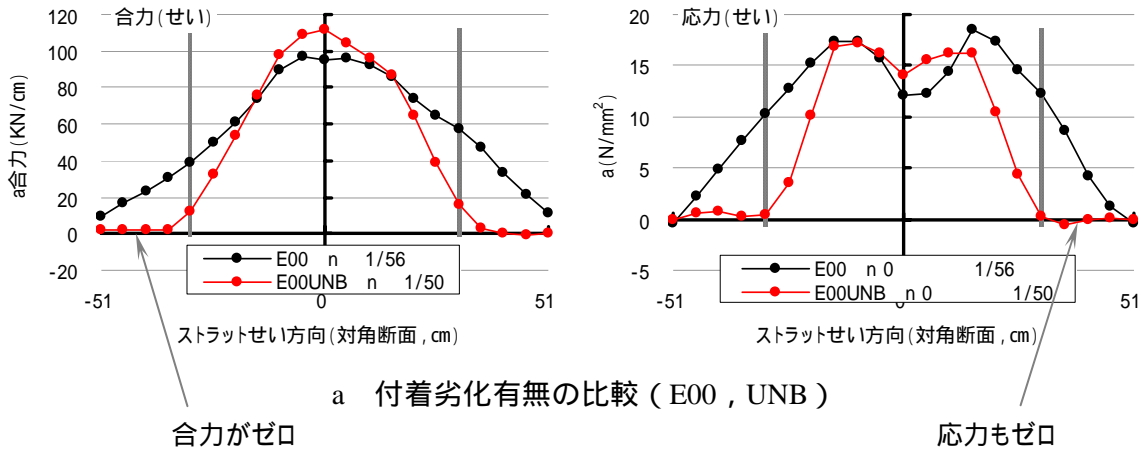 合力(せい)
120
100
80
60
40
20
0
-20
a合力(KN/cm)
E00 n 1/56
E00UNB n 1/50
-51 0 51
ストラットせい方向(対角断面,cm)
応力(せい)
20
15
10
5
0
-5
a(N/mm²)
E00 n 0 1/56
E00UNB n 0 1/50
-51 0 51
ストラットせい方向(対角断面,cm)
a 付着劣化有無の比較(E00,UNB)
合力がゼロ
応力もゼロ